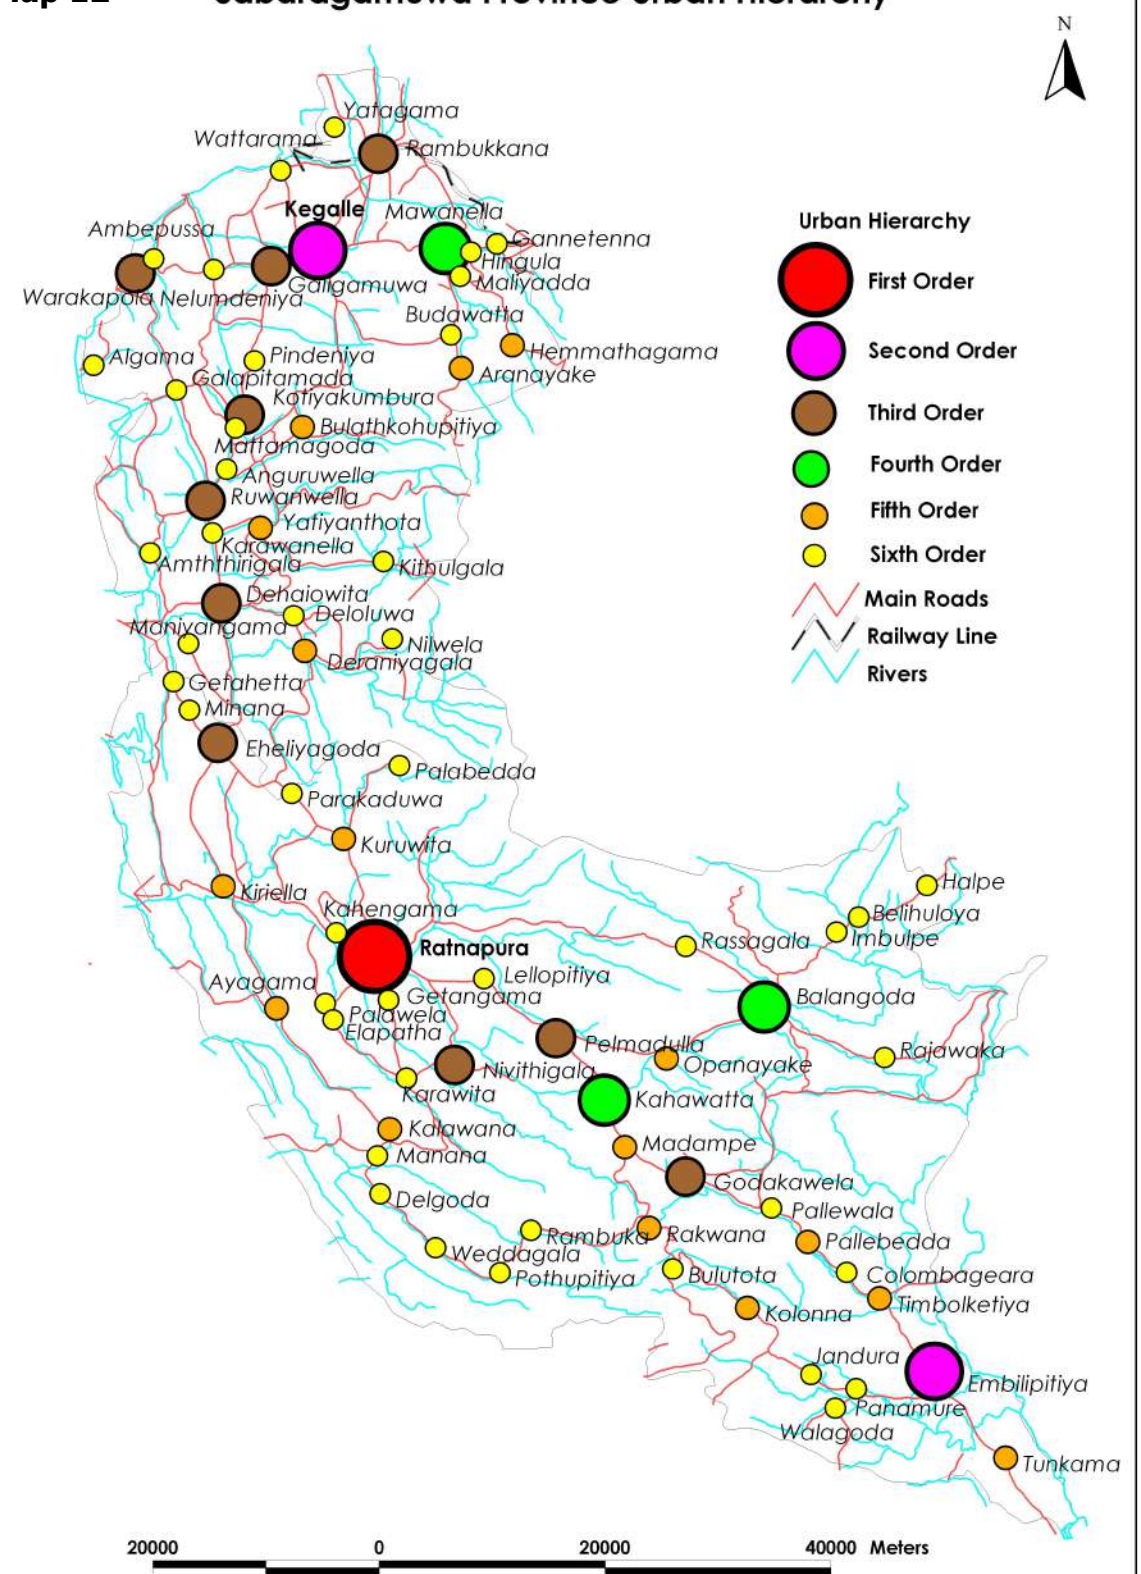 Sabaragamuwa Province Urban Hierarchy
N
Yatagama
Wattarama
Rambukkana
Kegalle
Mawanella
Ambepussa
Gannetenna
Hingula
Galigamuwa
Maliyadda
Warakapola
Nelumdeniya
Budawatta
Hemmathagama
Algama
Pindeniya
Aranayake
Galapitamada
Kotiyakumbura
Bulathkohupitiya
Mattamagoda
Anguruwella
Ruwanwella
Yatiyanthota
Karawanella
Amththirigala
Kithulgala
Dehaiowita
Deloluwa
Maniyangama
Nilwela
Deraniyagala
Getahetta
Minana
Eheliyagoda
Palabedda
Parakaduwa
Kuruwita
Kiriella
Kahengama
Ratnapura
Halpe
Belihuloya
Imbulpe
Rassagala
Lellopitiya
Ayagama
Getangama
Balangoda
Palawela
Elapatha
Pelmadulla
Rajawaka
Opanayake
Nivithigala
Karawita
Kahawatta
Kalawana
Madampe
Manana
Godakawela
Delgoda
Pallewala
Rambuka
Rakwana
Pallebedda
Weddagala
Pothupitiya
Bulutota
Colombageara
Timbolketiya
Kolonna
Jandura
Embilipitiya
Panamure
Walagoda
Tunkama
Urban Hierarchy
First Order
Second Order
Third Order
Fourth Order
Fifth Order
Sixth Order
Main Roads
Railway Line
Rivers
20000 0 20000 40000 Meters